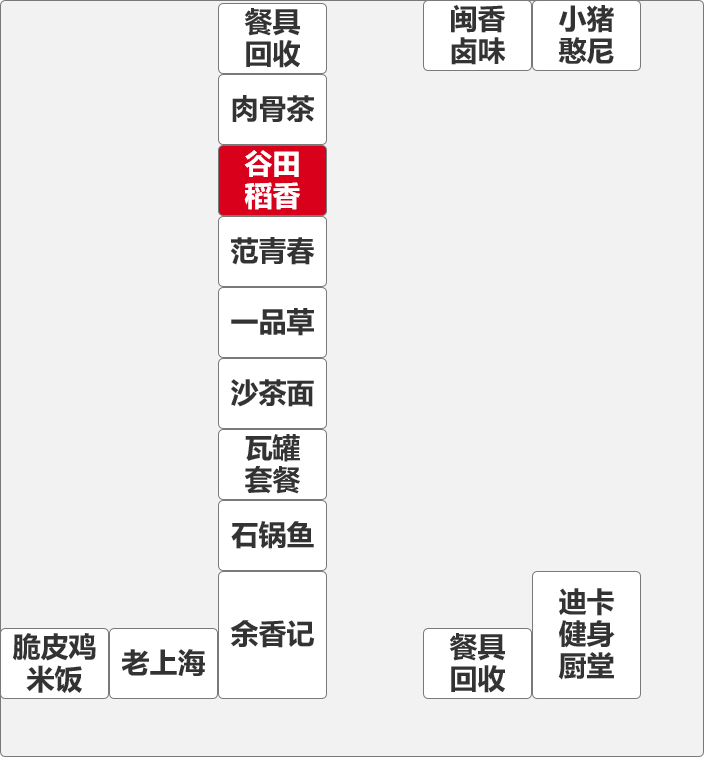 餐具
回收
闽香
卤味
小猪
憨尼
肉骨茶
谷田
稻香
范青春
一品草
沙茶面
瓦罐
套餐
石锅鱼
余香记
脆皮鸡
米饭
老上海
餐具
回收
迪卡
健身
厨堂